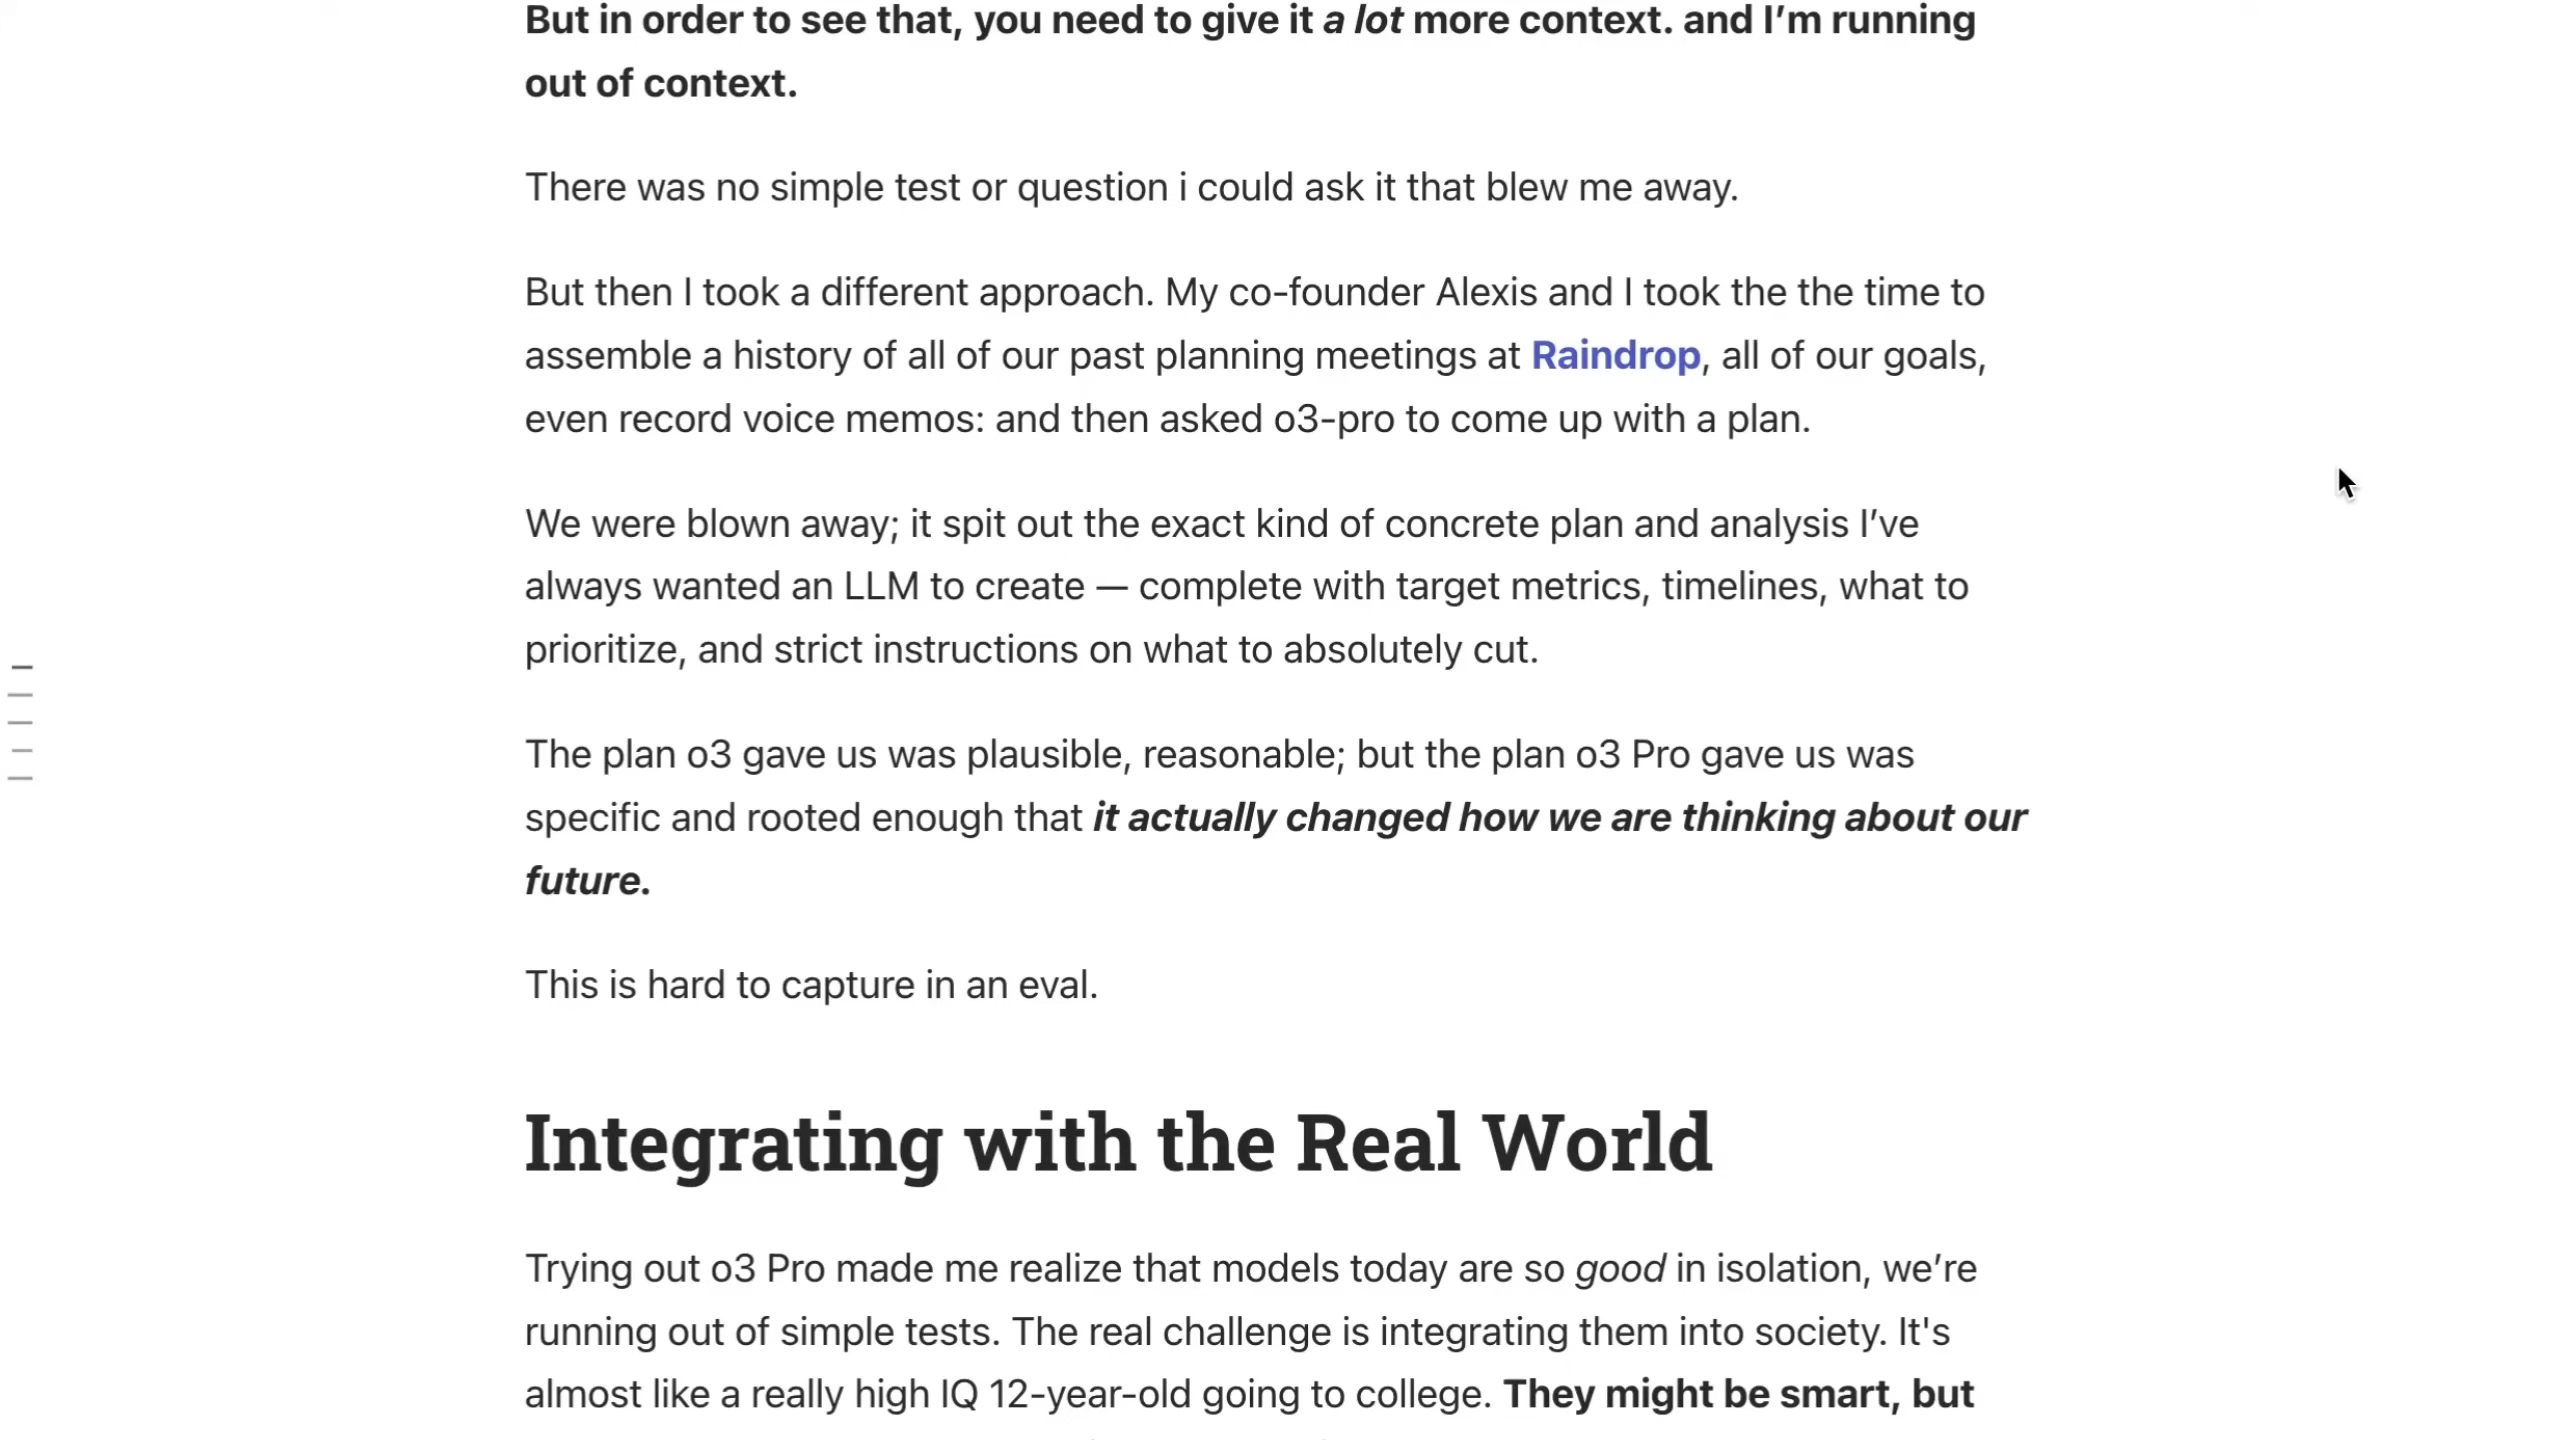 But in order to see that, you need to give it a lot more context. and I’m running
out of context.
There was no simple test or question i could ask it that blew me away.
But then I took a different approach. My co-founder Alexis and I took the the time to
assemble a history of all of our past planning meetings at Raindrop, all of our goals,
even record voice memos: and then asked o3-pro to come up with a plan.
We were blown away; it spit out the exact kind of concrete plan and analysis I’ve
always wanted an LLM to create — complete with target metrics, timelines, what to
prioritize, and strict instructions on what to absolutely cut.
The plan o3 gave us was plausible, reasonable; but the plan o3 Pro gave us was
specific and rooted enough that it actually changed how we are thinking about our
future.
This is hard to capture in an eval.
Integrating with the Real World
Trying out o3 Pro made me realize that models today are so good in isolation, we’re
running out of simple tests. The real challenge is integrating them into society. It's
almost like a really high IQ 12-year-old going to college. They might be smart, but